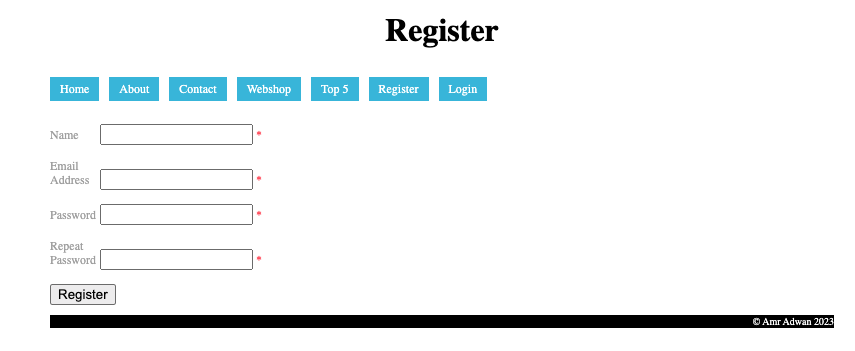 Register
Home About Contact Webshop Top 5 Register Login
Name *
Email
Address *
Password *
Repeat
Password *
Register
© Amr Adwan 2023